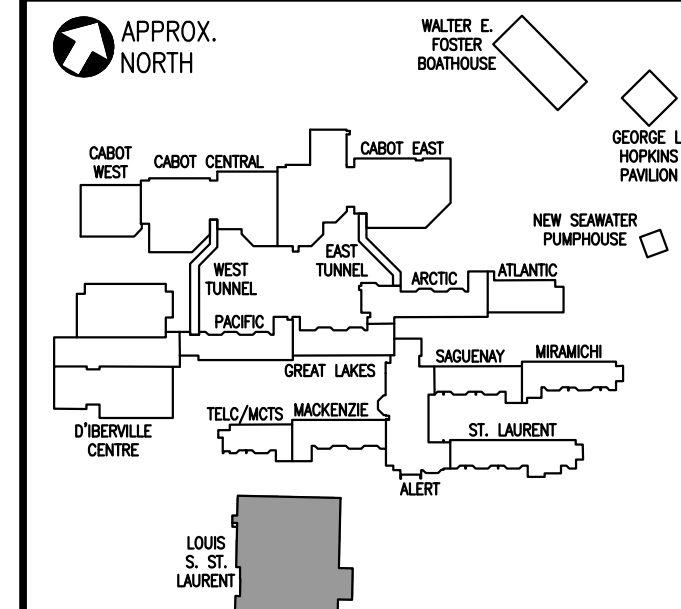 APPROX.
NORTH
WALTER E.
FOSTER
BOATHOUSE
GEORGE L
HOPKINS
PAVILION
CABOT
WEST
CABOT CENTRAL
CABOT EAST
NEW SEAWATER
PUMPHOUSE
WEST
TUNNEL
EAST
TUNNEL
ARCTIC
ATLANTIC
PACIFIC
GREAT LAKES
SAGUENAY
MIRAMICHI
D'IBERVILLE
CENTRE
TELC/MCTS
MACKENZIE
ST. LAURENT
ALERT
LOUIS
S. ST.
LAURENT